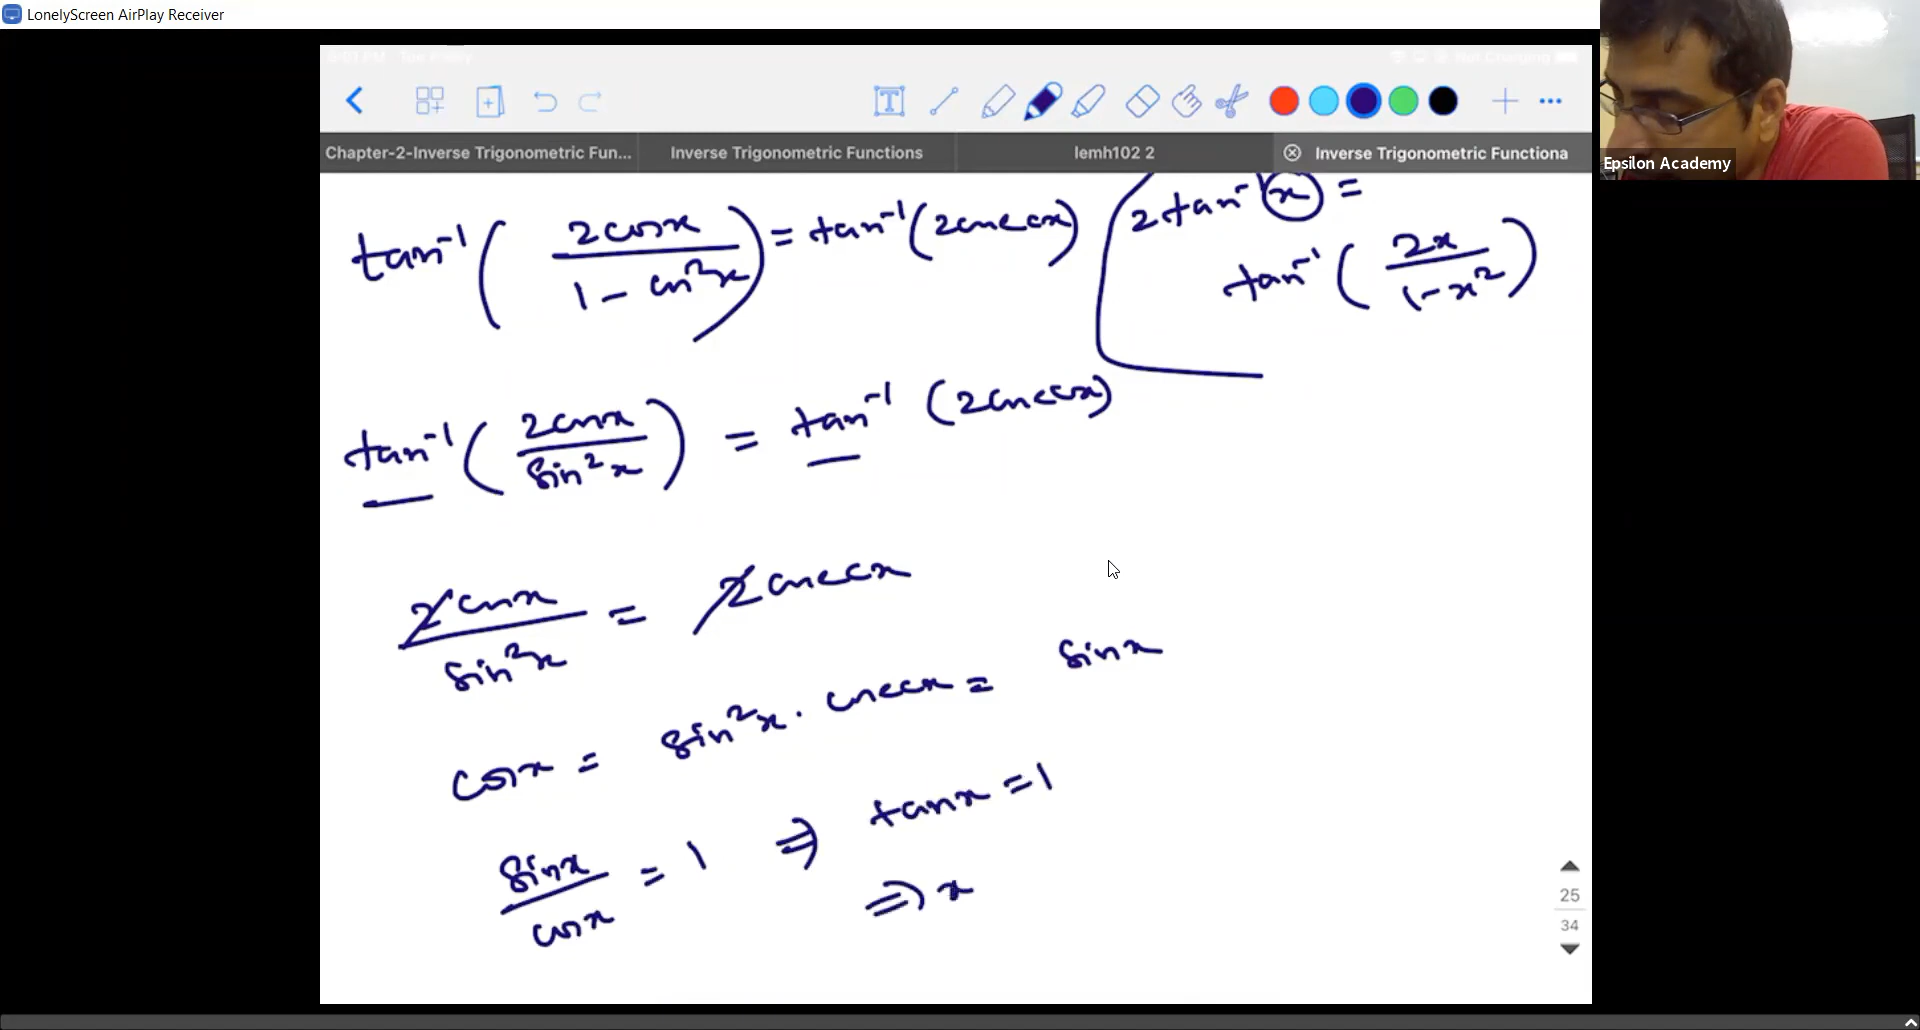 LonelyScreen AirPlay Receiver
Chapter-2-Inverse Trigonometric Fun... Inverse Trigonometric Functions lemh102 2 Inverse Trigonometric Functiona
Epsilon Academy
tan⁻¹(2cosx / 1 - cos²x) = tan⁻¹(2cosecx)
2tan⁻¹(x) =
tan⁻¹(2x / 1-x²)
tan⁻¹(2cosx / sin²x) = tan⁻¹(2cosecx)
2cosx / sin²x = 2cosecx
cosx = sin²x . cosecx = sinx
sinx / cosx = 1 ⇒ tanx = 1
⇒ x
25
34